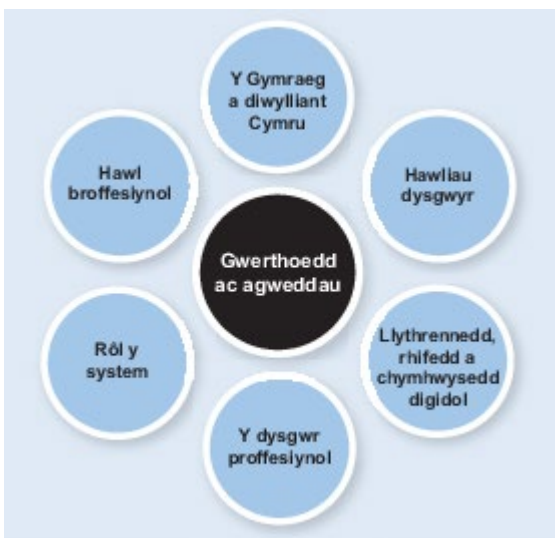 Y Gymraeg
a diwylliant
Cymru
Hawl
broffesiynol
Hawliau
dysgwyr
Gwerthoedd
ac agweddau
Rôl y
system
Llythrennedd,
rhifedd a
chymhwysedd
digidol
Y dysgwr
proffesiynol